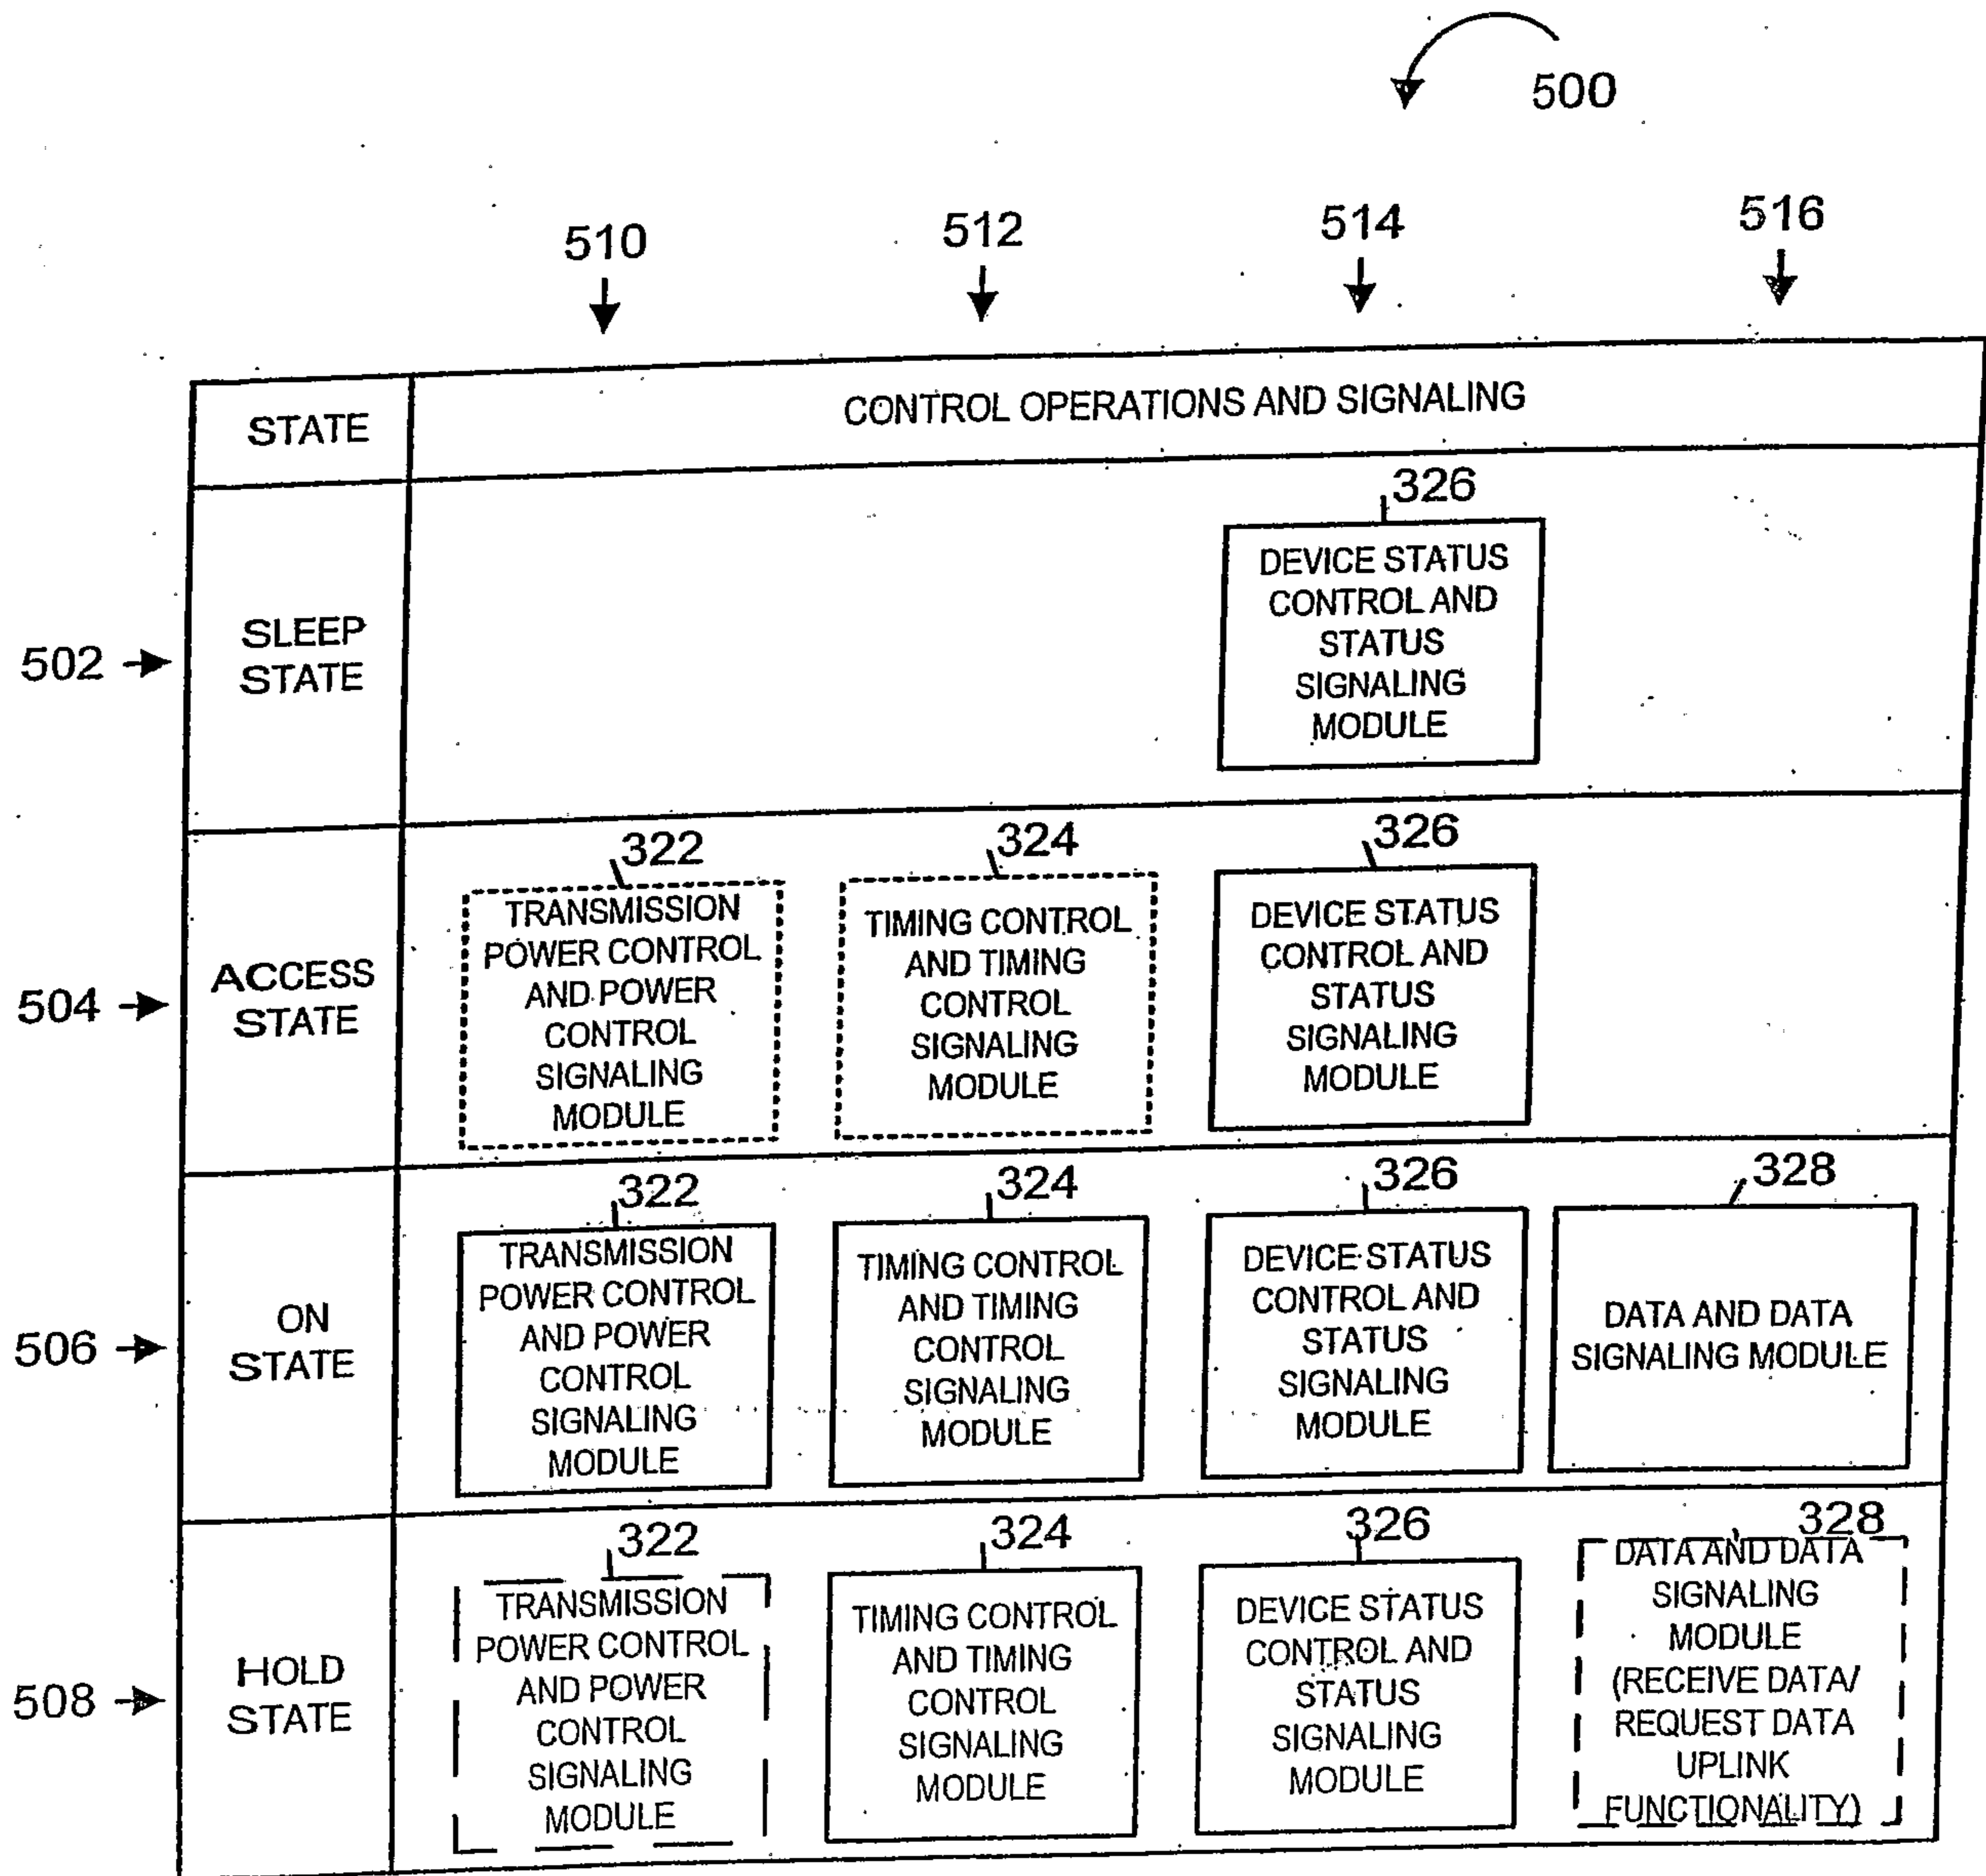 500
510
512
514
516
STATE
CONTROL OPERATIONS AND SIGNALING
502
SLEEP
STATE
326
DEVICE STATUS
CONTROL AND
STATUS
SIGNALING
MODULE
504
ACCESS
STATE
322
TRANSMISSION
POWER CONTROL
AND POWER
CONTROL
SIGNALING
MODULE
324
TIMING CONTROL
AND TIMING
CONTROL
SIGNALING
MODULE
326
DEVICE STATUS
CONTROL AND
STATUS
SIGNALING
MODULE
506
ON
STATE
322
TRANSMISSION
POWER CONTROL
AND POWER
CONTROL
SIGNALING
MODULE
324
TIMING CONTROL
AND TIMING
CONTROL
SIGNALING
MODULE
326
DEVICE STATUS
CONTROL AND
STATUS
SIGNALING
MODULE
328
DATA AND DATA
SIGNALING MODULE
508
HOLD
STATE
322
TRANSMISSION
POWER CONTROL
AND POWER
CONTROL
SIGNALING
MODULE
324
TIMING CONTROL
AND TIMING
CONTROL
SIGNALING
MODULE
326
DEVICE STATUS
CONTROL AND
STATUS
SIGNALING
MODULE
328
DATA AND DATA
SIGNALING
MODULE
(RECEIVE DATA/
REQUEST DATA
UPLINK
FUNCTIONALITY)